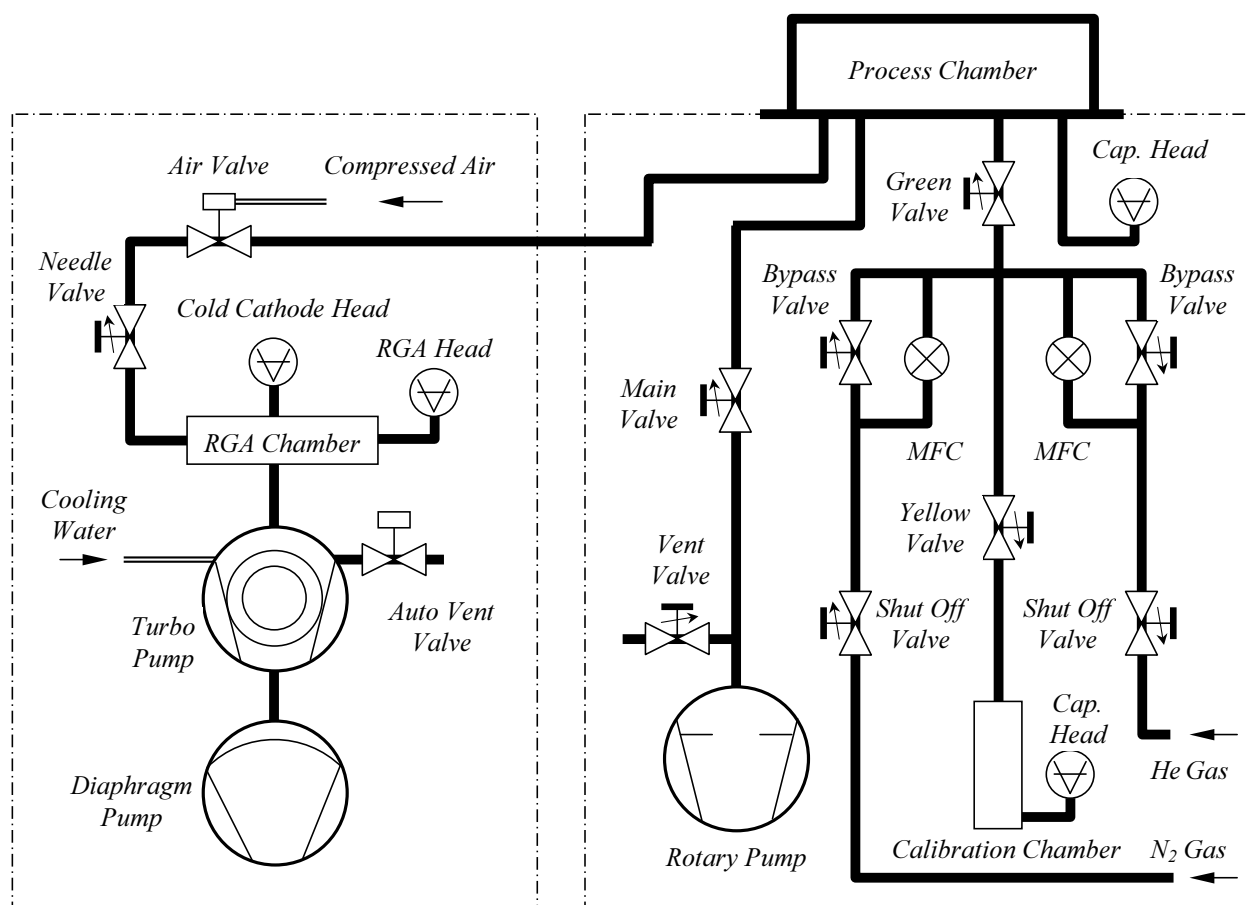 Process Chamber
Air Valve
Compressed Air
Cap. Head
Green
Valve
Needle
Valve
Cold Cathode Head
RGA Head
Bypass
Valve
Bypass
Valve
Main
Valve
RGA Chamber
MFC
MFC
Cooling
Water
Yellow
Valve
Vent
Valve
Auto Vent
Valve
Turbo
Pump
Shut Off
Valve
Shut Off
Valve
Cap.
Head
He Gas
Diaphragm
Pump
Rotary Pump
Calibration Chamber
N2 Gas